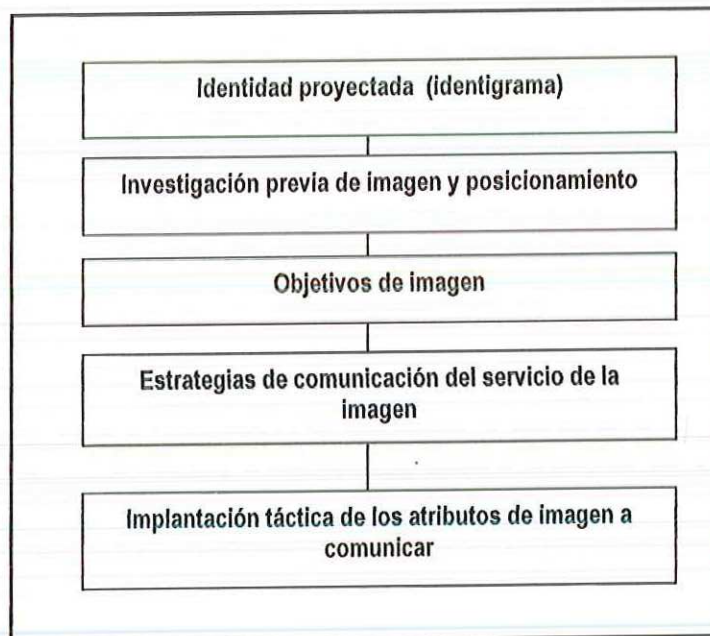 Identidad proyectada (identigrama)
Investigación previa de imagen y posicionamiento
Objetivos de imagen
Estrategias de comunicación del servicio de la
imagen
Implantación táctica de los atributos de imagen a
comunicar